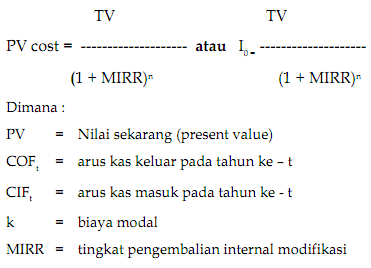 TV TV
PV cost = -------------------- atau I₀ = --------------------
(1 + MIRR)ⁿ (1 + MIRR)ⁿ
Dimana :
PV = Nilai sekarang (present value)
COFₜ = arus kas keluar pada tahun ke – t
CIFₜ = arus kas masuk pada tahun ke - t
k = biaya modal
MIRR = tingkat pengembalian internal modifikasi